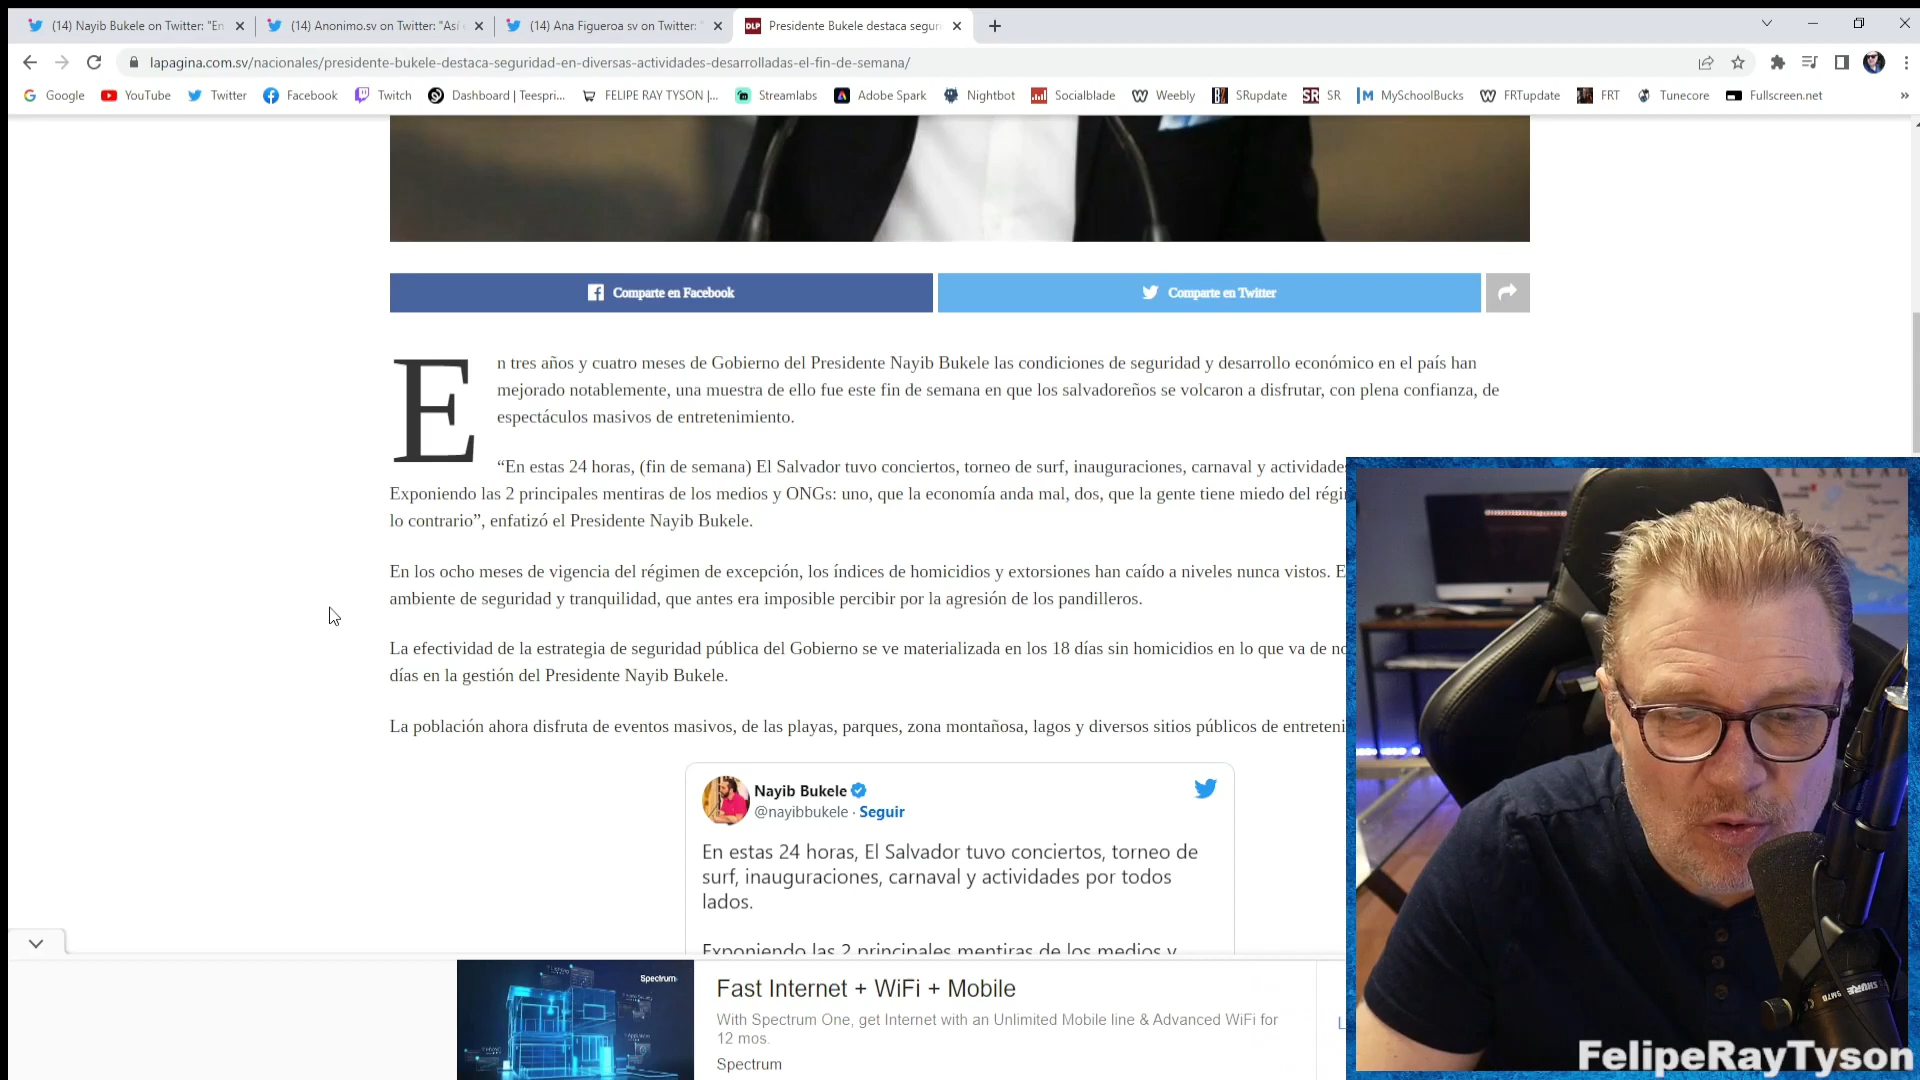 (14) Nayib Bukele on Twitter: "En
(14) Anonimo.sv on Twitter: "Así
(14) Ana Figueroa sv on Twitter: "
DLP Presidente Bukele destaca segur
lapagina.com.sv/nacionales/presidente-bukele-destaca-seguridad-en-diversas-actividades-desarrolladas-el-fin-de-semana/
Google YouTube Twitter Facebook Twitch Dashboard | Teespri... FELIPE RAY TYSON |... Streamlabs Adobe Spark Nightbot Socialblade Weebly SRupdate SR SR MySchoolBucks FRTupdate FRT Tunecore Fullscreen.net »
Comparte en Facebook
Comparte en Twitter
En tres años y cuatro meses de Gobierno del Presidente Nayib Bukele las condiciones de seguridad y desarrollo económico en el país han
mejorado notablemente, una muestra de ello fue este fin de semana en que los salvadoreños se volcaron a disfrutar, con plena confianza, de
espectáculos masivos de entretenimiento.
“En estas 24 horas, (fin de semana) El Salvador tuvo conciertos, torneo de surf, inauguraciones, carnaval y actividades
Exponiendo las 2 principales mentiras de los medios y ONGs: uno, que la economía anda mal, dos, que la gente tiene miedo del régi
lo contrario”, enfatizó el Presidente Nayib Bukele.
En los ocho meses de vigencia del régimen de excepción, los índices de homicidios y extorsiones han caído a niveles nunca vistos. E
ambiente de seguridad y tranquilidad, que antes era imposible percibir por la agresión de los pandilleros.
La efectividad de la estrategia de seguridad pública del Gobierno se ve materializada en los 18 días sin homicidios en lo que va de no
días en la gestión del Presidente Nayib Bukele.
La población ahora disfruta de eventos masivos, de las playas, parques, zona montañosa, lagos y diversos sitios públicos de entreteni
Nayib Bukele
@nayibbukele · Seguir
En estas 24 horas, El Salvador tuvo conciertos, torneo de
surf, inauguraciones, carnaval y actividades por todos
lados.
Exponiendo las 2 principales mentiras de los medios y
Spectrum
Fast Internet + WiFi + Mobile
With Spectrum One, get Internet with an Unlimited Mobile line & Advanced WiFi for
12 mos.
Spectrum
SHURE SM7B
FelipeRayTyson